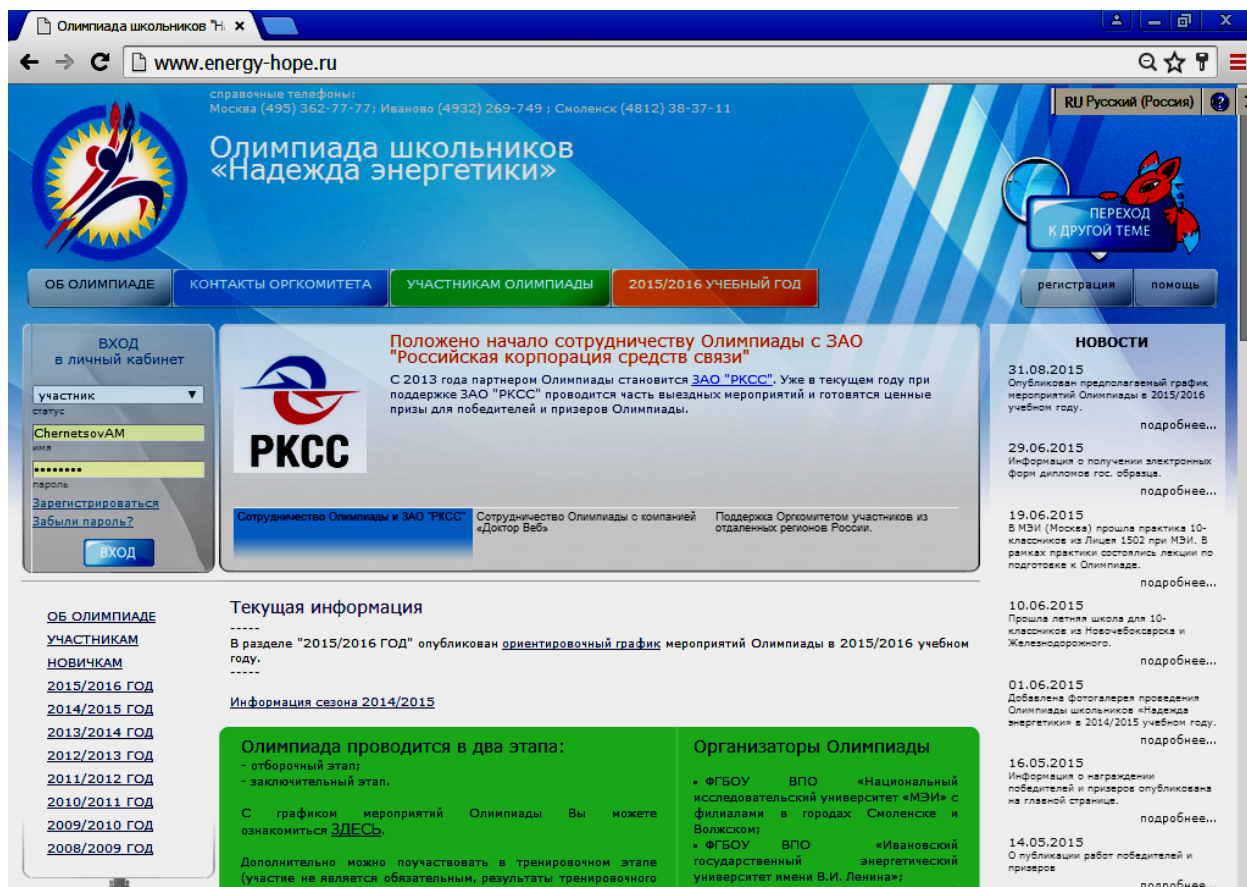 Олимпиада школьников "Н
www.energy-hope.ru
справочные телефоны:
Москва (495) 362-77-77; Иваново (4932) 269-749 ; Смоленск (4812) 38-37-11
RU Русский (Россия)
Олимпиада школьников
«Надежда энергетики»
ПЕРЕХОД
К ДРУГОЙ ТЕМЕ
ОБ ОЛИМПИАДЕ
КОНТАКТЫ ОРГКОМИТЕТА
УЧАСТНИКАМ ОЛИМПИАДЫ
2015/2016 УЧЕБНЫЙ ГОД
регистрация
помощь
ВХОД
в личный кабинет
участник
статус
ChernetsovAM
имя
••••••••
пароль
Зарегистрироваться
Забыли пароль?
ВХОД
РКСС
Положено начало сотрудничеству Олимпиады с ЗАО
"Российская корпорация средств связи"
С 2013 года партнером Олимпиады становится ЗАО "РКСС". Уже в текущем году при
поддержке ЗАО "РКСС" проводится часть выездных мероприятий и готовятся ценные
призы для победителей и призеров Олимпиады.
Сотрудничество Олимпиады и ЗАО "РКСС"
Сотрудничество Олимпиады с компанией
«Доктор Веб»
Поддержка Оргкомитетом участников из
отдаленных регионов России.
НОВОСТИ
31.08.2015
Опубликован предполагаемый график
мероприятий Олимпиады в 2015/2016
учебном году.
подробнее...
29.06.2015
Информация о получении электронных
форм дипломов гос. образца.
подробнее...
19.06.2015
В МЭИ (Москва) прошла практика 10-
классников из Лицея 1502 при МЭИ. В
рамках практики состоялись лекции по
подготовке к Олимпиаде.
подробнее...
10.06.2015
Прошла летняя школа для 10-
классников из Новочебоксарска и
Железнодорожного.
подробнее...
01.06.2015
Добавлена фотогалерея проведения
Олимпиады школьников «Надежда
энергетики» в 2014/2015 учебном году.
подробнее...
16.05.2015
Информация о награждении
победителей и призеров опубликована
на главной странице.
подробнее...
14.05.2015
О публикации работ победителей и
призеров
подробнее...
ОБ ОЛИМПИАДЕ
УЧАСТНИКАМ
НОВИЧКАМ
2015/2016 ГОД
2014/2015 ГОД
2013/2014 ГОД
2012/2013 ГОД
2011/2012 ГОД
2010/2011 ГОД
2009/2010 ГОД
2008/2009 ГОД
Текущая информация
-----
В разделе "2015/2016 ГОД" опубликован ориентировочный график мероприятий Олимпиады в 2015/2016 учебном
году.
-----
Информация сезона 2014/2015
Олимпиада проводится в два этапа:
- отборочный этап;
- заключительный этап.
С графиком мероприятий Олимпиады Вы можете
ознакомиться ЗДЕСЬ.
Дополнительно можно поучаствовать в тренировочном этапе
(участие не является обязательным, результаты тренировочного
Организаторы Олимпиады
• ФГБОУ ВПО «Национальный
исследовательский университет «МЭИ» с
филиалами в городах Смоленске и
Волжском;
• ФГБОУ ВПО «Ивановский
государственный энергетический
университет имени В.И. Ленина»;